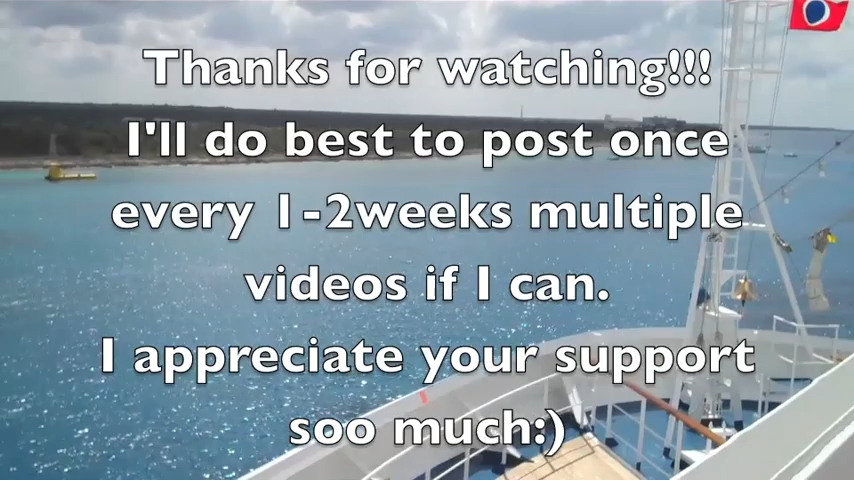 Thanks for watching!!!
I'll do best to post once
every 1-2weeks multiple
videos if I can.
I appreciate your support
soo much:)